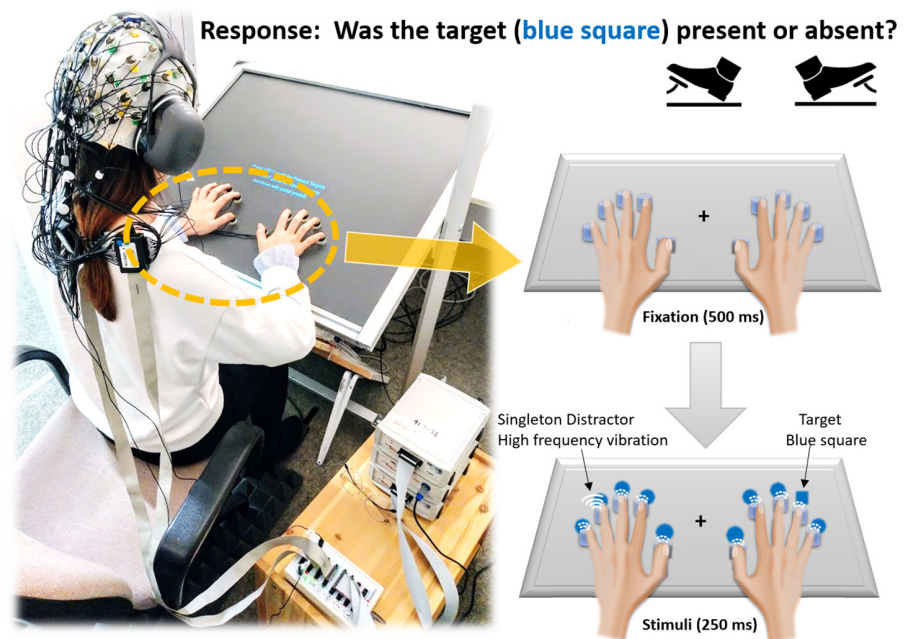 Response: Was the target (blue square) present or absent?
Fixation (500 ms)
Singleton Distractor
High frequency vibration
Target
Blue square
Stimuli (250 ms)